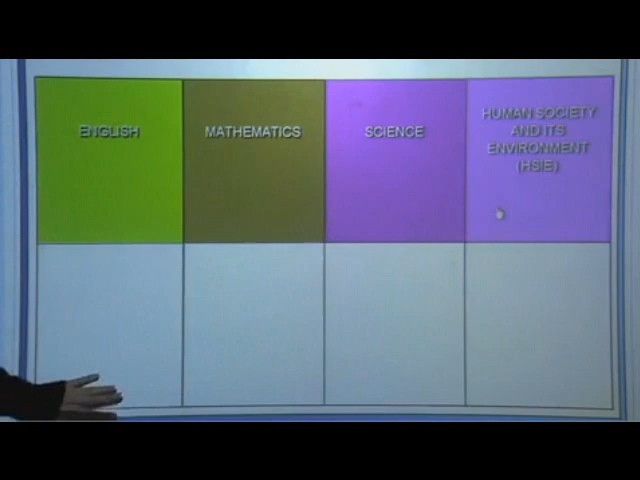 ENGLISH
MATHEMATICS
SCIENCE
HUMAN SOCIETY
AND ITS
ENVIRONMENT
(HSIE)